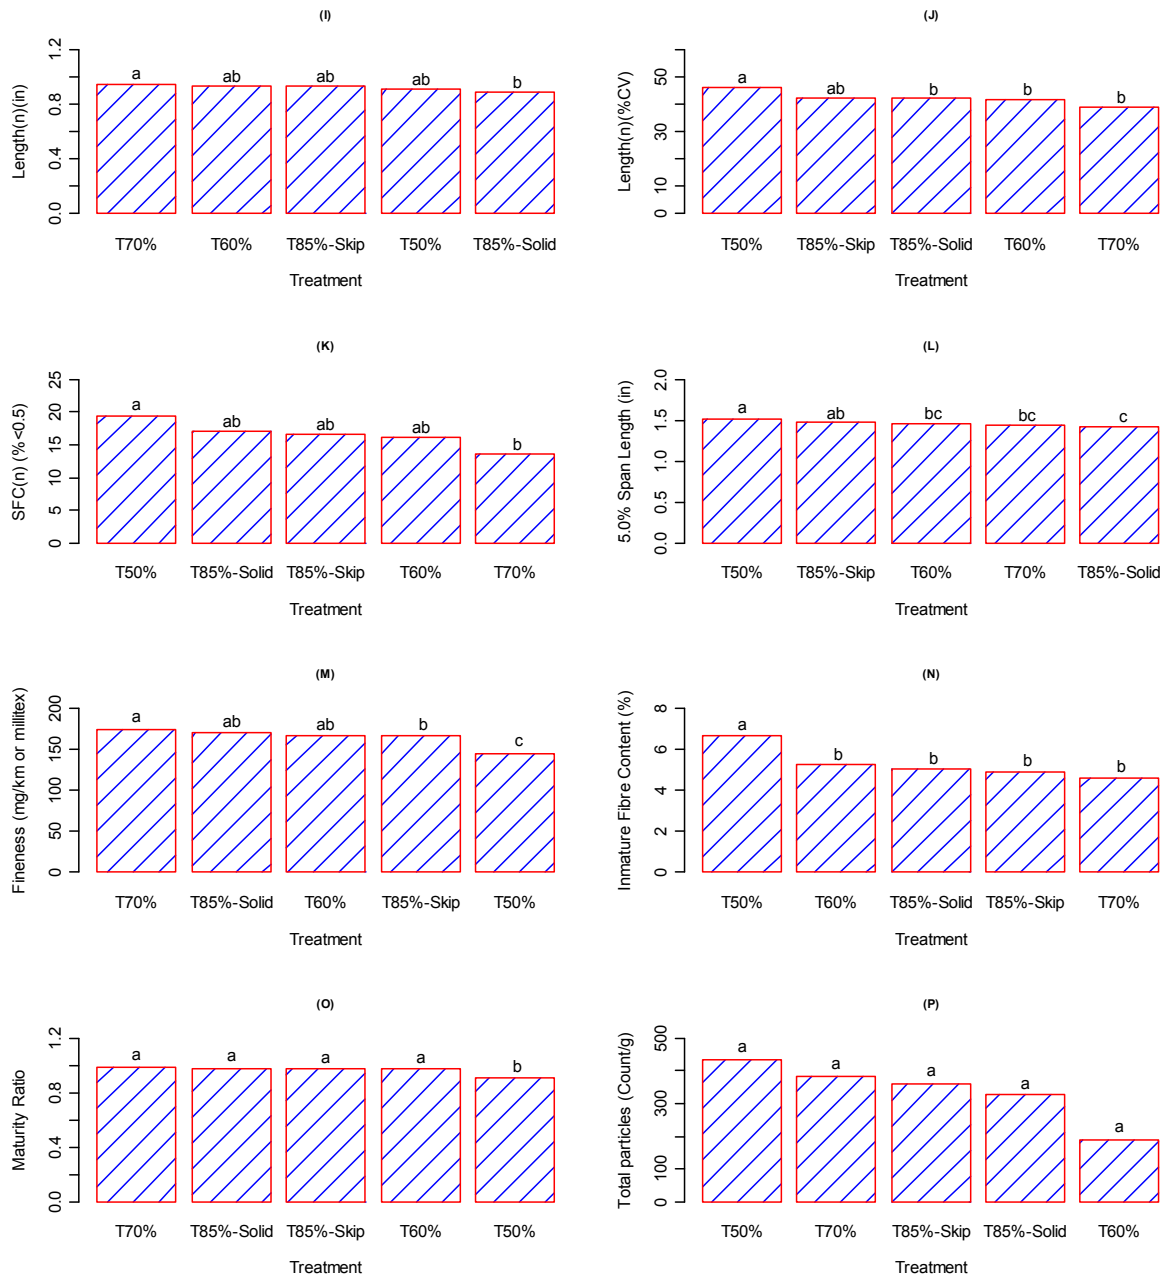 (I)
Length(n)(in)
1.2
0.8
0.4
0.0
a
ab
ab
ab
b
T70%
T60%
T85%-Skip
T50%
T85%-Solid
Treatment
(J)
Length(n)(%CV)
50
30
10
0
a
ab
b
b
b
T50%
T85%-Skip
T85%-Solid
T60%
T70%
Treatment
(K)
SFC(n) (% <0.5)
25
20
15
10
5
0
a
ab
ab
ab
b
T50%
T85%-Solid
T85%-Skip
T60%
T70%
Treatment
(L)
5.0% Span Length (in)
2.0
1.5
1.0
0.5
0.0
a
ab
bc
bc
c
T50%
T85%-Skip
T60%
T70%
T85%-Solid
Treatment
(M)
Fineness (mg/km or millitex)
200
150
100
50
0
a
ab
ab
b
c
T70%
T85%-Solid
T60%
T85%-Skip
T50%
Treatment
(N)
Inmature Fibre Content (%)
8
6
4
2
0
a
b
b
b
b
T50%
T60%
T85%-Solid
T85%-Skip
T70%
Treatment
(O)
Maturity Ratio
1.2
0.8
0.4
0.0
a
a
a
a
b
T70%
T85%-Solid
T85%-Skip
T60%
T50%
Treatment
(P)
Total particles (Count/g)
500
300
100
0
a
a
a
a
a
T50%
T70%
T85%-Skip
T85%-Solid
T60%
Treatment